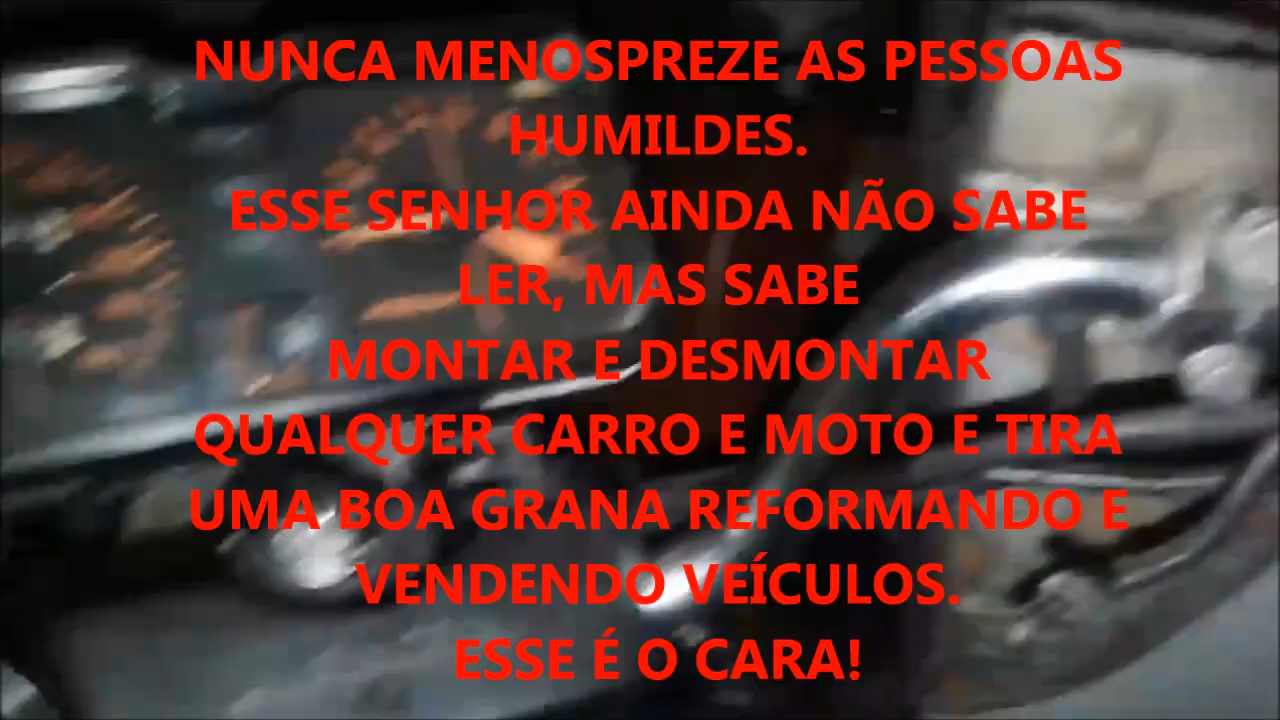 NUNCA MENOSPREZE AS PESSOAS
HUMILDES.
ESSE SENHOR AINDA NÃO SABE
LER, MAS SABE
MONTAR E DESMONTAR
QUALQUER CARRO E MOTO E TIRA
UMA BOA GRANA REFORMANDO E
VENDENDO VEÍCULOS.
ESSE É O CARA!